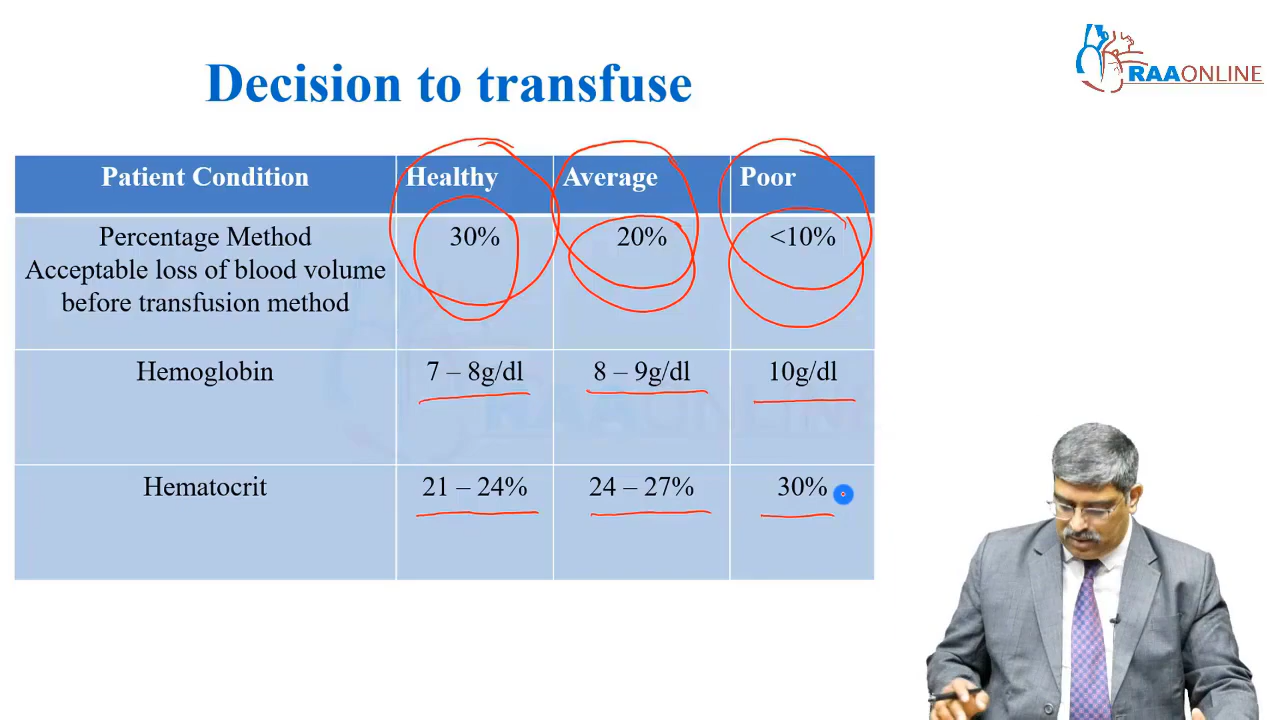 RAAONLINE
Decision to transfuse
Patient Condition Healthy Average Poor
Percentage Method 30% 20% <10%
Acceptable loss of blood volume
before transfusion method
Hemoglobin 7 – 8g/dl 8 – 9g/dl 10g/dl
RAAONLINE
Hematocrit 21 – 24% 24 – 27% 30%